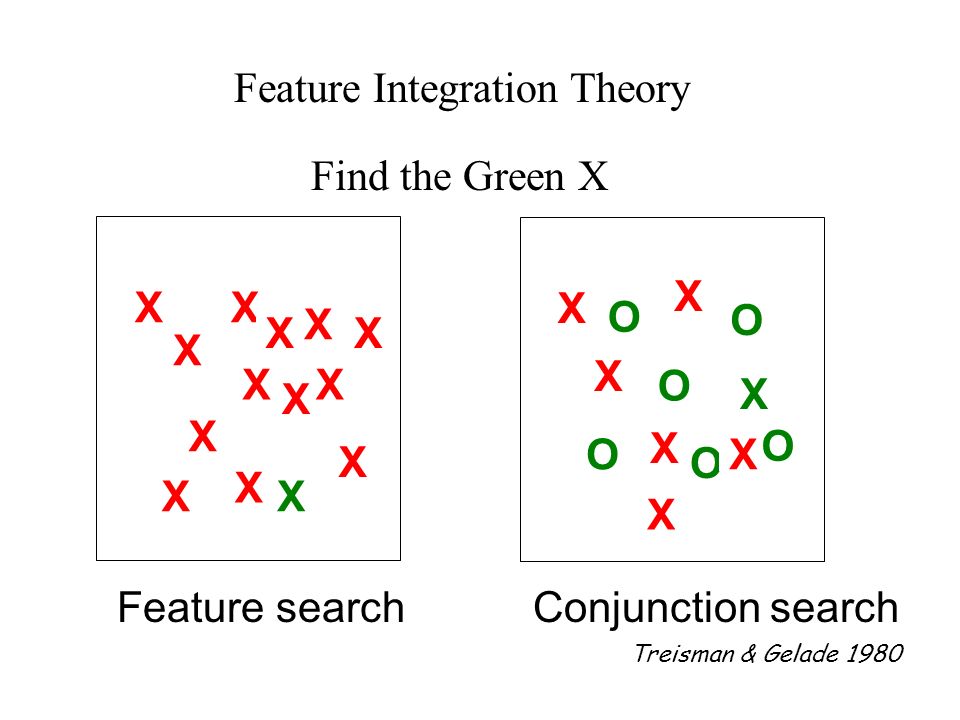 Feature Integration Theory
Find the Green X
X X X X X
X
X X X
X
X
X X X
X O X O
X O X
O X O X O
X
Feature search
Conjunction search
Treisman & Gelade 1980